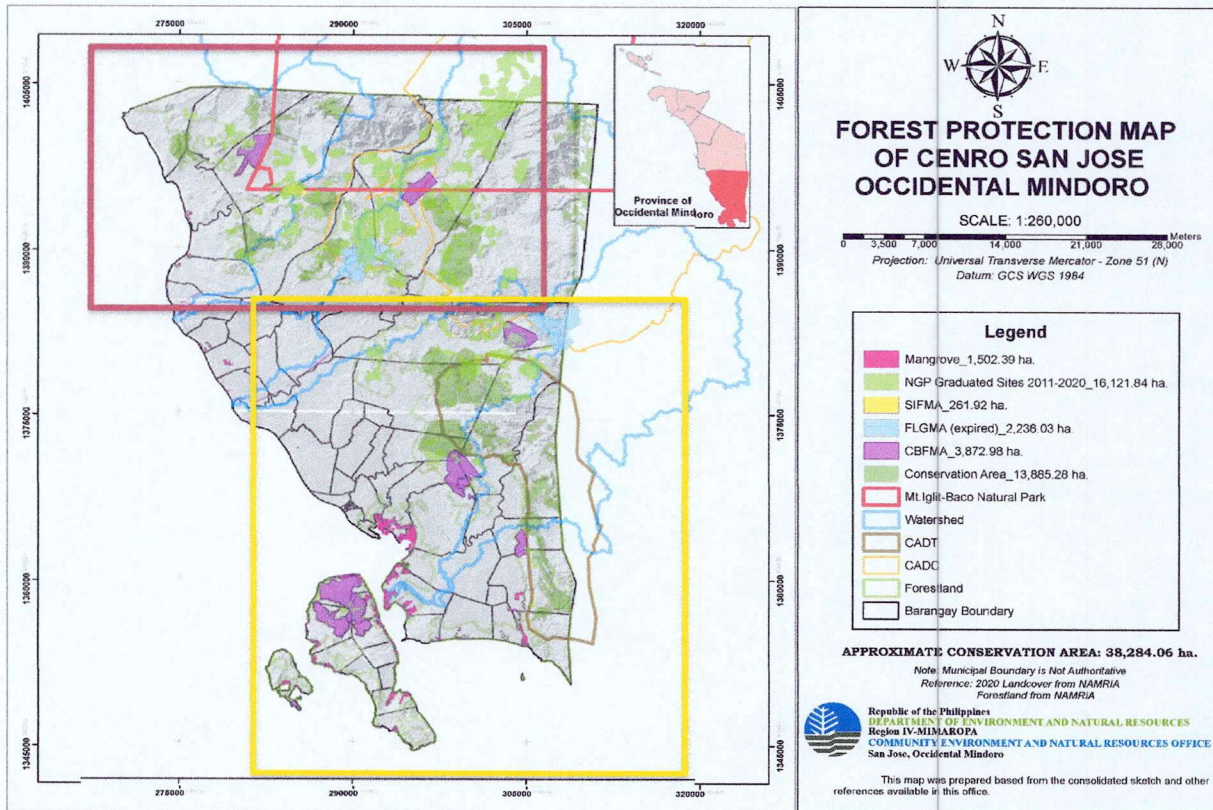 275000 290000 305000 320000
1405000 1405000
1390000 1390000
1375000 1375000
1360000 1360000
1345000 1345000
275000 290000 305000 320000
Province of
Occidental Mindoro
N
W E
S
FOREST PROTECTION MAP
OF CENRO SAN JOSE
OCCIDENTAL MINDORO
SCALE: 1:260,000
Meters
0 3,500 7,000 14,000 21,000 28,000
Projection: Universal Transverse Mercator - Zone 51 (N)
Datum: GCS WGS 1984
Legend
Mangrove_1,502.39 ha.
NGP Graduated Sites 2011-2020_16,121.84 ha.
SIFMA_261.92 ha.
FLGMA (expired)_2,236.03 ha.
CBFMA_3,872.98 ha.
Conservation Area_13,885.28 ha.
Mt.Iglit-Baco Natural Park
Watershed
CADT
CADC
Forestland
Barangay Boundary
APPROXIMATE CONSERVATION AREA: 38,284.06 ha.
Note: Municipal Boundary is Not Authoritative
Reference: 2020 Landcover from NAMRIA
Forestland from NAMRIA
Republic of the Philippines
DEPARTMENT OF ENVIRONMENT AND NATURAL RESOURCES
Region IV-MIMAROPA
COMMUNITY ENVIRONMENT AND NATURAL RESOURCES OFFICE
San Jose, Occidental Mindoro
This map was prepared based from the consolidated sketch and other
references available in this office.